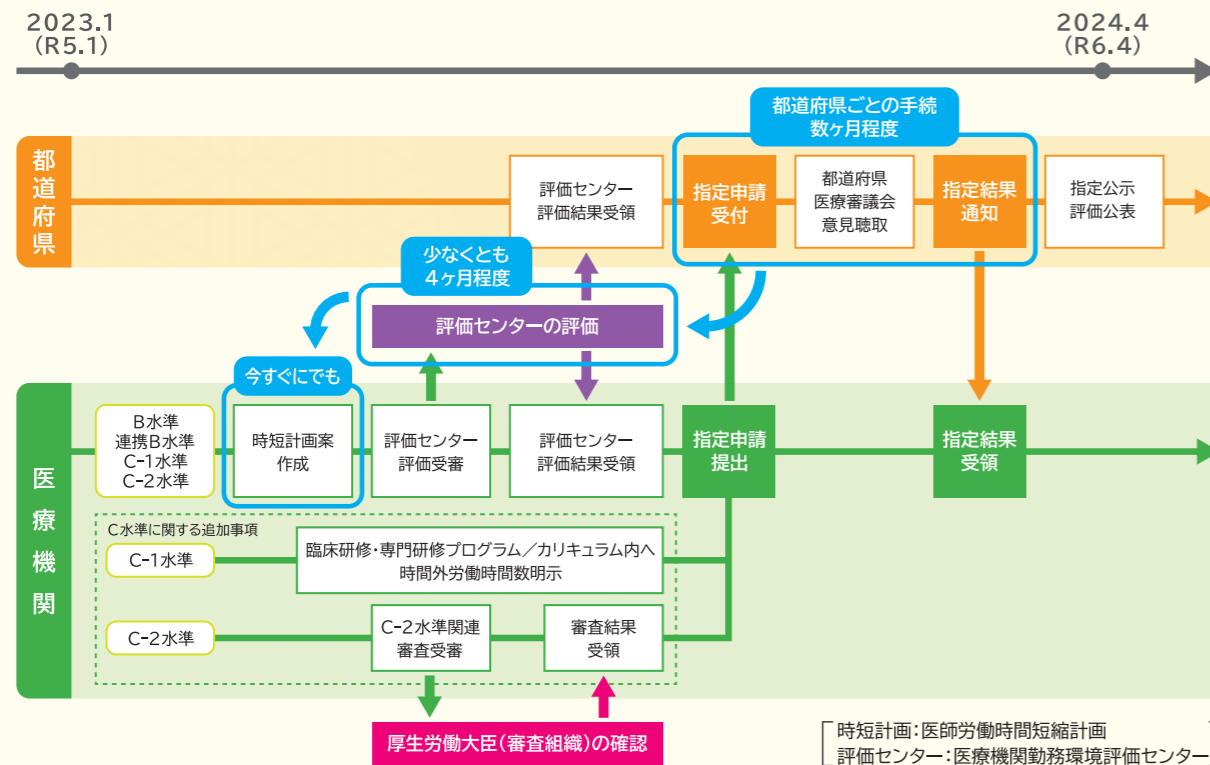 2023.1
(R5.1)
2024.4
(R6.4)
都道府県ごとの手続
数ヶ月程度
都道府県
評価センター
評価結果受領
指定申請
受付
都道府県
医療審議会
意見聴取
指定結果
通知
指定公示
評価公表
少なくとも
4ヶ月程度
評価センターの評価
今すぐにでも
医療機関
B水準
連携B水準
C-1水準
C-2水準
時短計画案
作成
評価センター
評価受審
評価センター
評価結果受領
指定申請
提出
指定結果
受領
C水準に関する追加事項
C-1水準
臨床研修・専門研修プログラム／カリキュラム内へ
時間外労働時間数明示
C-2水準
C-2水準関連
審査受審
審査結果
受領
厚生労働大臣(審査組織)の確認
時短計画:医師労働時間短縮計画
評価センター:医療機関勤務環境評価センター